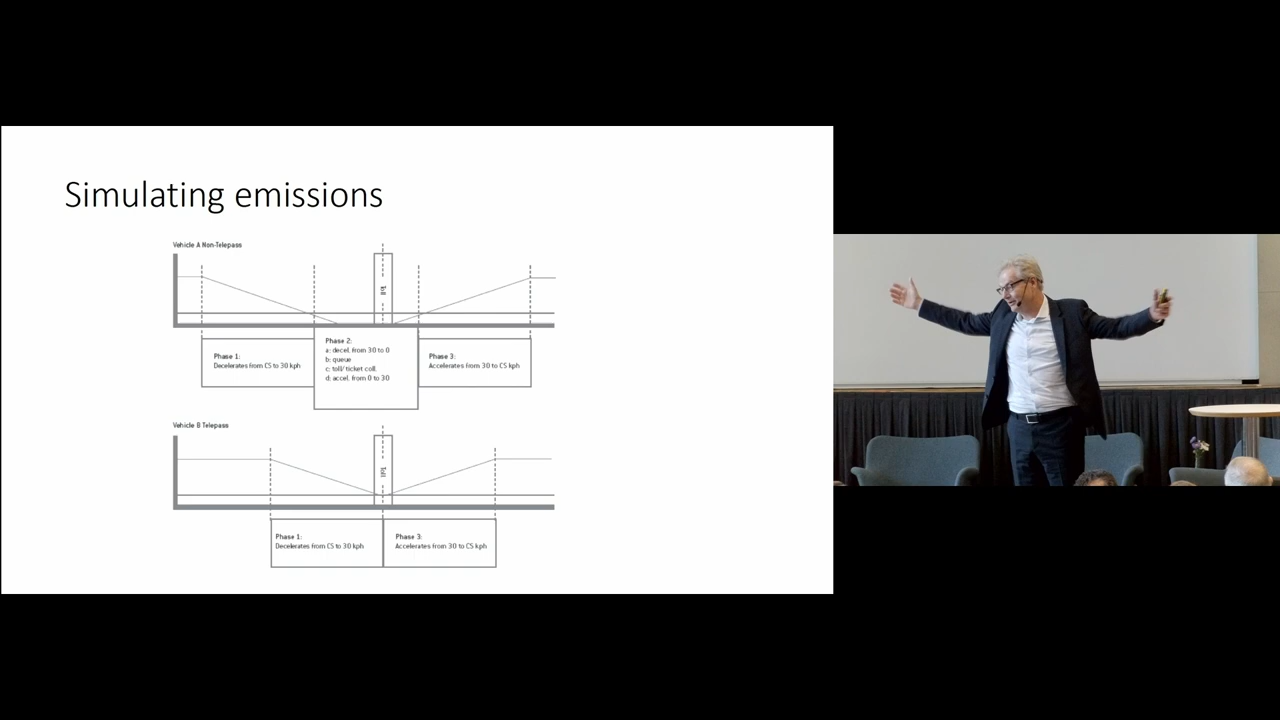 Simulating emissions
Vehicle A Non-Telepass
Toll
Phase 1:
Decelerates from CS to 30 kph
Phase 2:
a: decel. from 30 to 0
b: queue
c: toll/ticket coll.
d: accel. from 0 to 30
Phase 3:
Accelerates from 30 to CS kph
Vehicle B Telepass
Toll
Phase 1:
Decelerates from CS to 30 kph
Phase 3:
Accelerates from 30 to CS kph